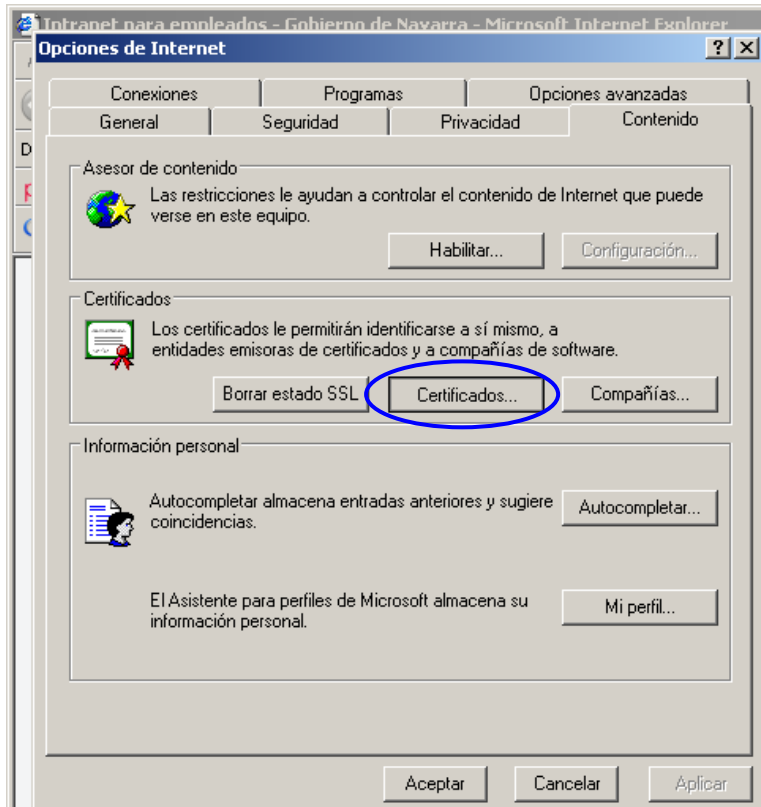 Intranet para empleados - Gobierno de Navarra - Microsoft Internet Explorer
Opciones de Internet
Conexiones Programas Opciones avanzadas
General Seguridad Privacidad Contenido
Asesor de contenido
Las restricciones le ayudan a controlar el contenido de Internet que puede
verse en este equipo.
Habilitar... Configuración...
Certificados
Los certificados le permitirán identificarse a sí mismo, a
entidades emisoras de certificados y a compañías de software.
Borrar estado SSL Certificados... Compañías...
Información personal
Autocompletar almacena entradas anteriores y sugiere
coincidencias.
Autocompletar...
El Asistente para perfiles de Microsoft almacena su
información personal.
Mi perfil...
Aceptar Cancelar Aplicar